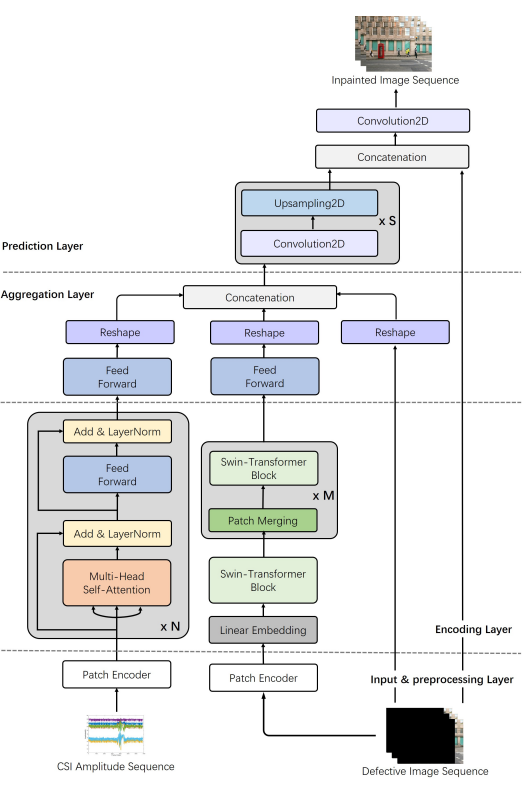 Inpainted Image Sequence
Convolution2D
Concatenation
Upsampling2D
x S
Convolution2D
Prediction Layer
Aggregation Layer
Concatenation
Reshape
Reshape
Reshape
Feed
Forward
Feed
Forward
Add & LayerNorm
Feed
Forward
Swin-Transformer
Block
x M
Patch Merging
Add & LayerNorm
Multi-Head
Self-Attention
Swin-Transformer
Block
x N
Linear Embedding
Encoding Layer
Patch Encoder
Patch Encoder
Input & preprocessing Layer
CSI Amplitude Sequence
Defective Image Sequence